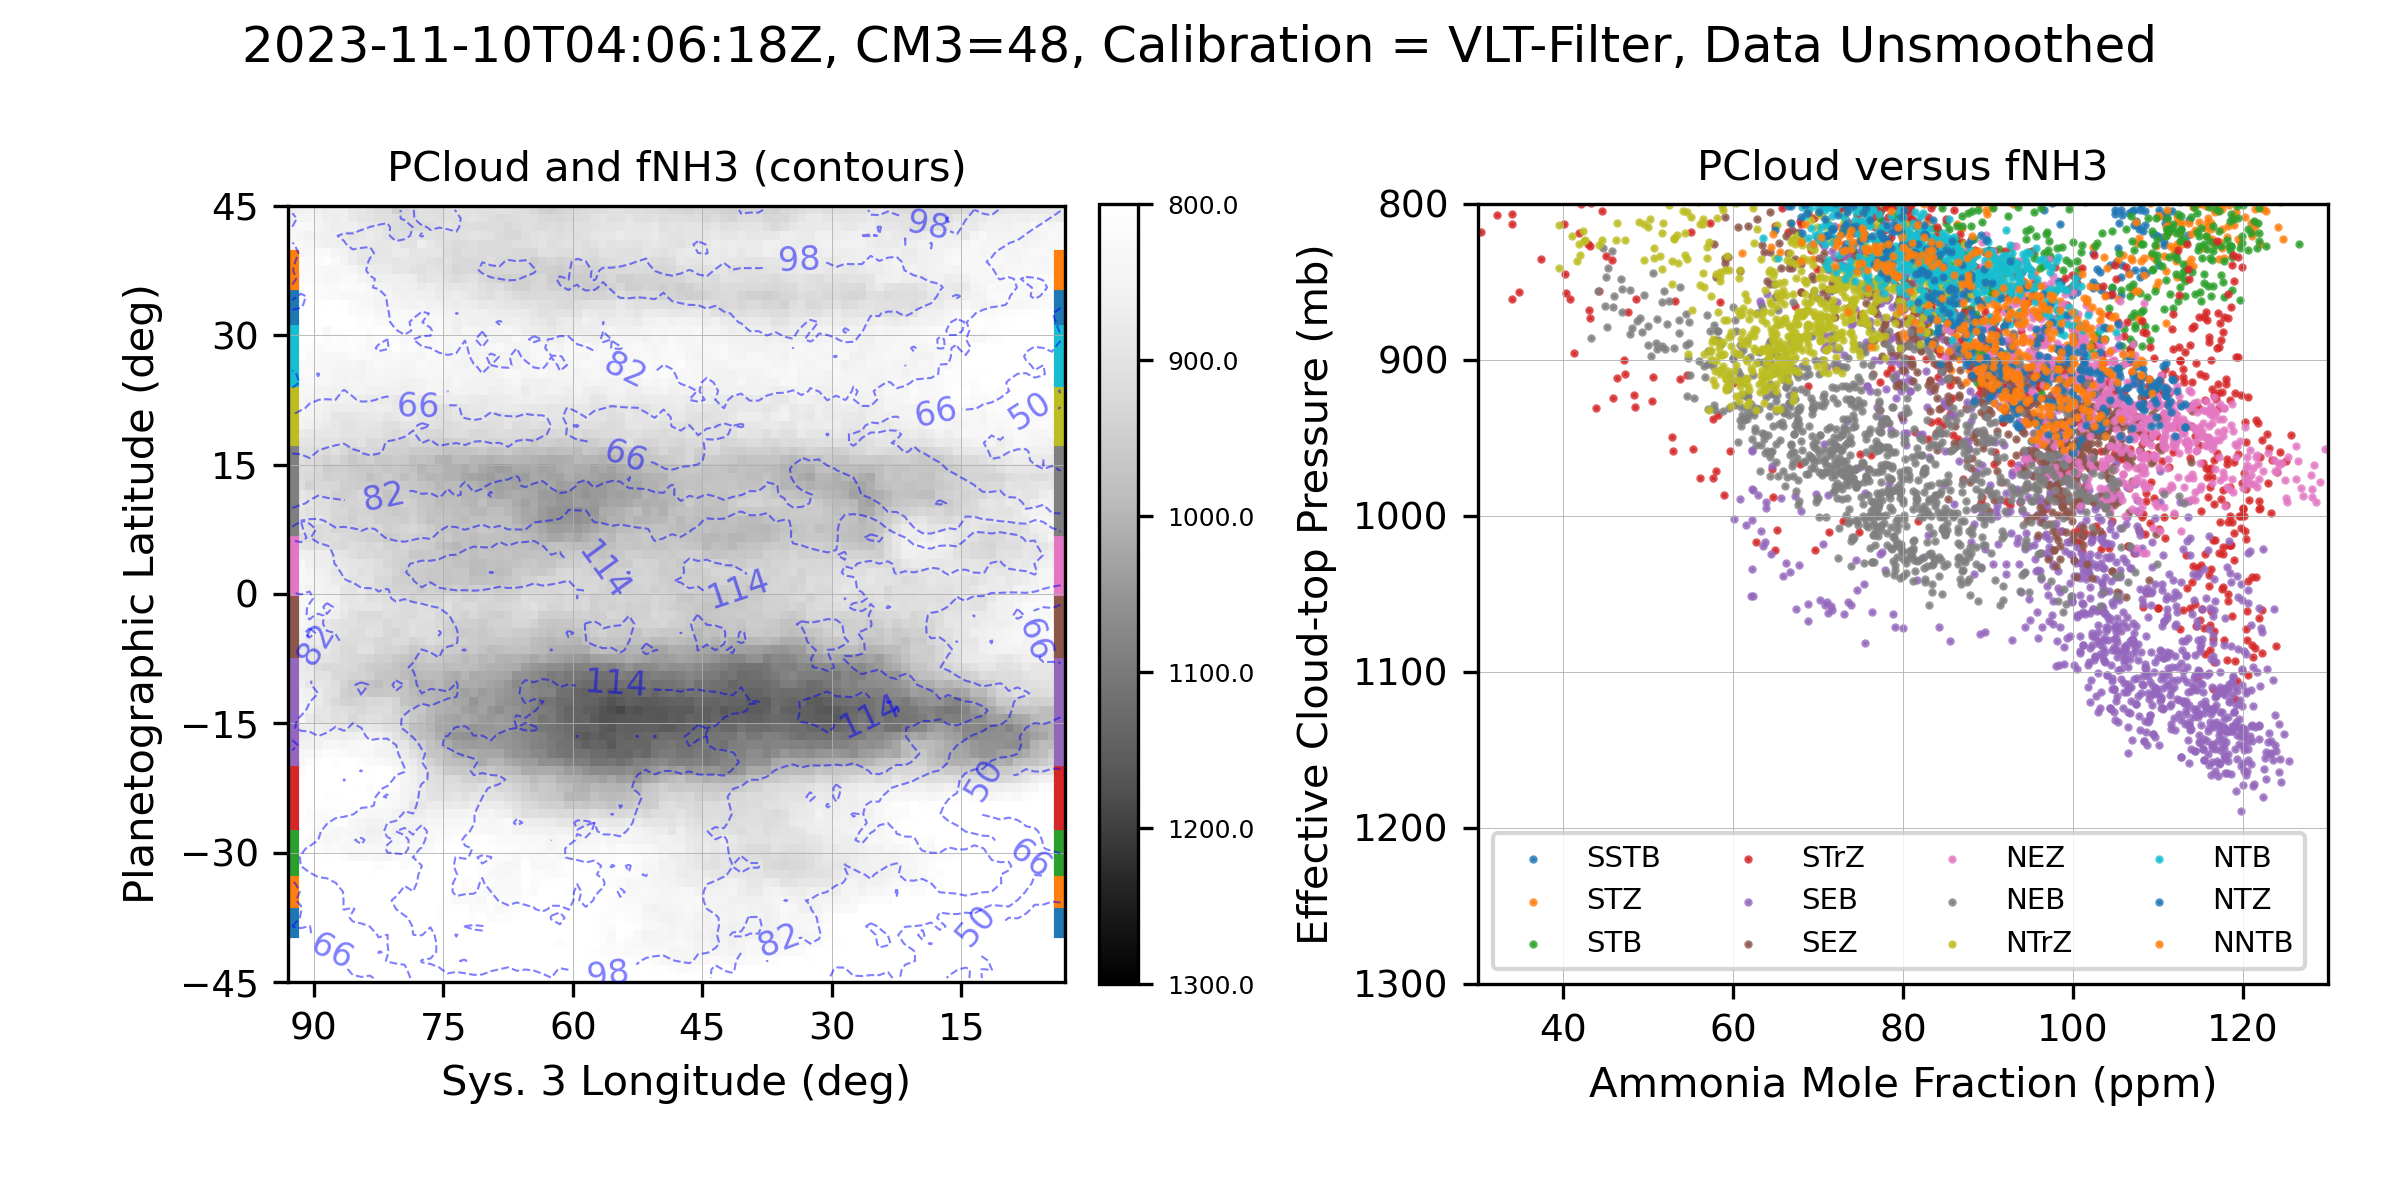 2023-11-10T04:06:18Z, CM3=48, Calibration = VLT-Filter, Data Unsmoothed
PCloud and fNH3 (contours)
Planetographic Latitude (deg)
45
30
15
0
−15
−30
−45
90
75
60
45
30
15
Sys. 3 Longitude (deg)
98
98
82
66
66
50
66
82
114
114
82
66
114
114
50
66
50
82
66
98
800.0
900.0
1000.0
1100.0
1200.0
1300.0
PCloud versus fNH3
Effective Cloud-top Pressure (mb)
800
900
1000
1100
1200
1300
40
60
80
100
120
Ammonia Mole Fraction (ppm)
SSTB
STZ
STB
STrZ
SEB
SEZ
NEZ
NEB
NTrZ
NTB
NTZ
NNTB